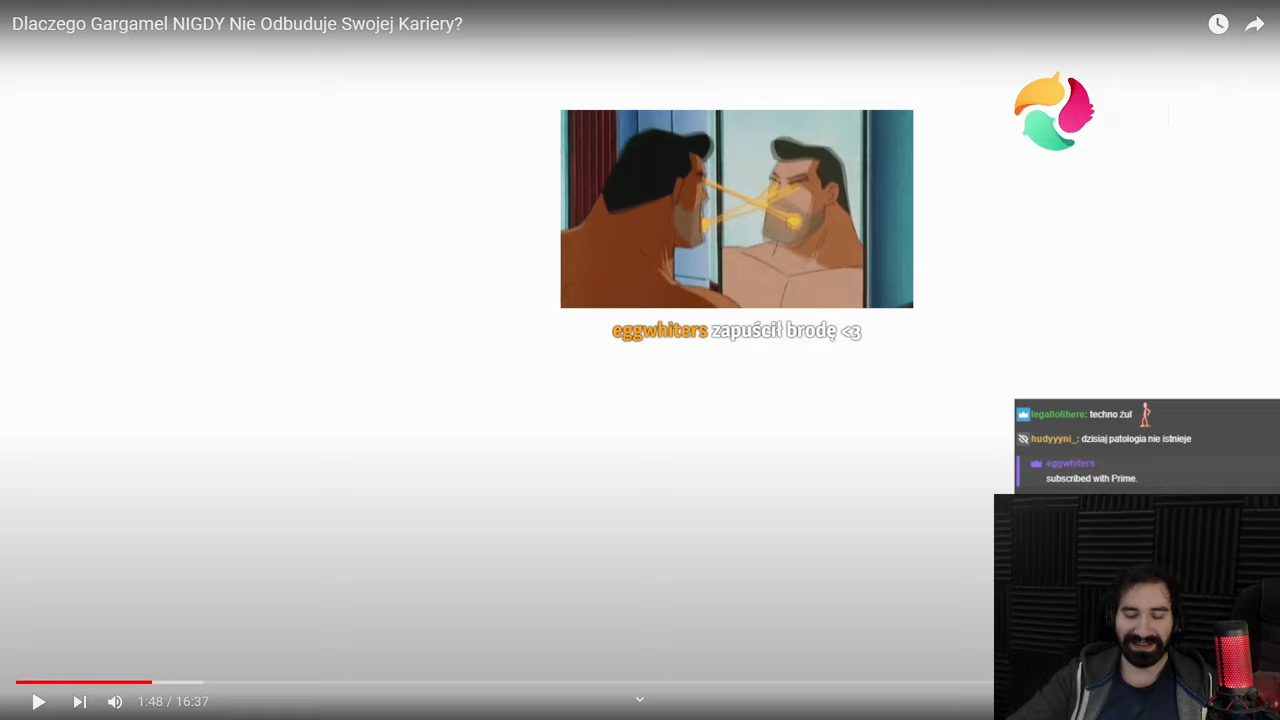 Dlaczego Gargamel NIGDY Nie Odbuduje Swojej Kariery?
eggwhiters zapuścił brodę <3
legallolihere: techno żul
hudyyyni_: dzisiaj patologia nie istnieje
eggwhiters
subscribed with Prime.
1:48 / 16:37